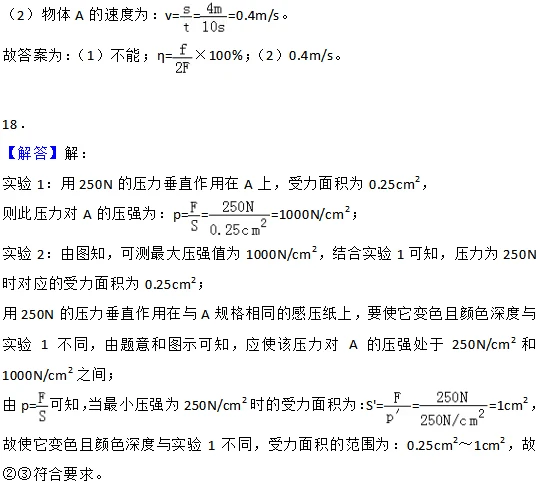 （2）物体 A 的速度为：v=s/t=4m/10s=0.4m/s。
故答案为：（1）不能；η=f/2F×100%；（2）0.4m/s。
18．
【解答】解：
实验 1：用 250N 的压力垂直作用在 A 上，受力面积为 0.25cm²，
则此压力对 A 的压强为：p=F/S=250N/0.25cm²=1000N/cm²；
实验 2：由图知，可测最大压强值为 1000N/cm²，结合实验 1 可知，压力为 250N
时对应的受力面积为 0.25cm²；
用 250N 的压力垂直作用在与 A 规格相同的感压纸上，要使它变色且颜色深度与
实验 1 不同，由题意和图示可知，应使该压力对 A 的压强处于 250N/cm² 和
1000N/cm² 之间；
由 p=F/S可知，当最小压强为 250N/cm² 时的受力面积为：S'=F/p′=250N/250N/cm²=1cm²，
故使它变色且颜色深度与实验 1 不同，受力面积的范围为：0.25cm²～1cm²，故
②③符合要求。